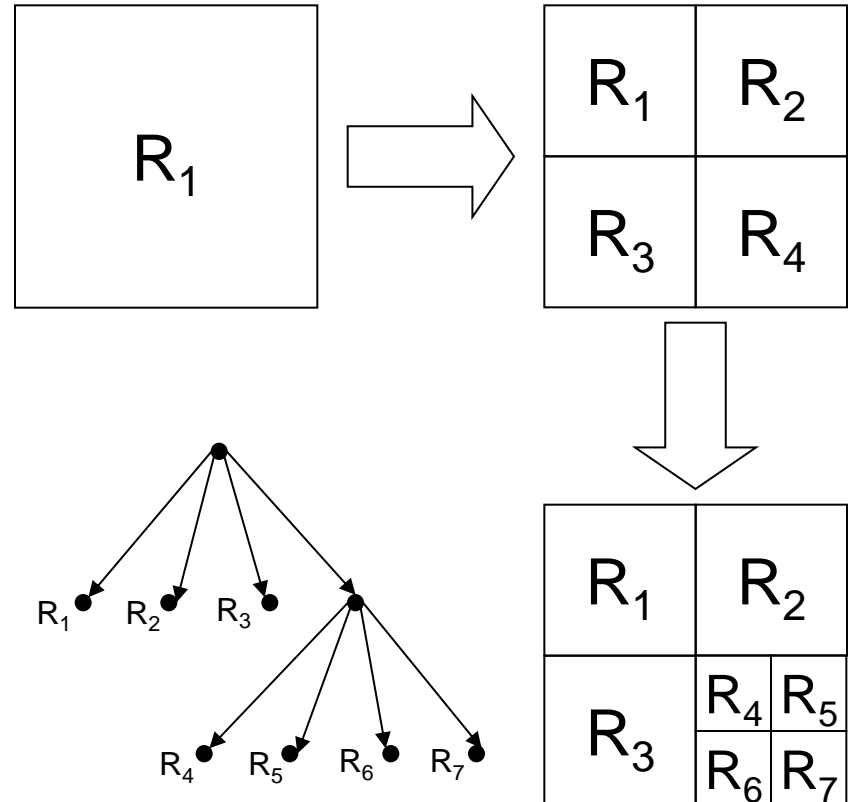 R₁
R₁ R₂
R₃ R₄
R₁ R₂
R₃
R₄ R₅
R₆ R₇
R₁ R₂ R₃
R₄ R₅ R₆ R₇